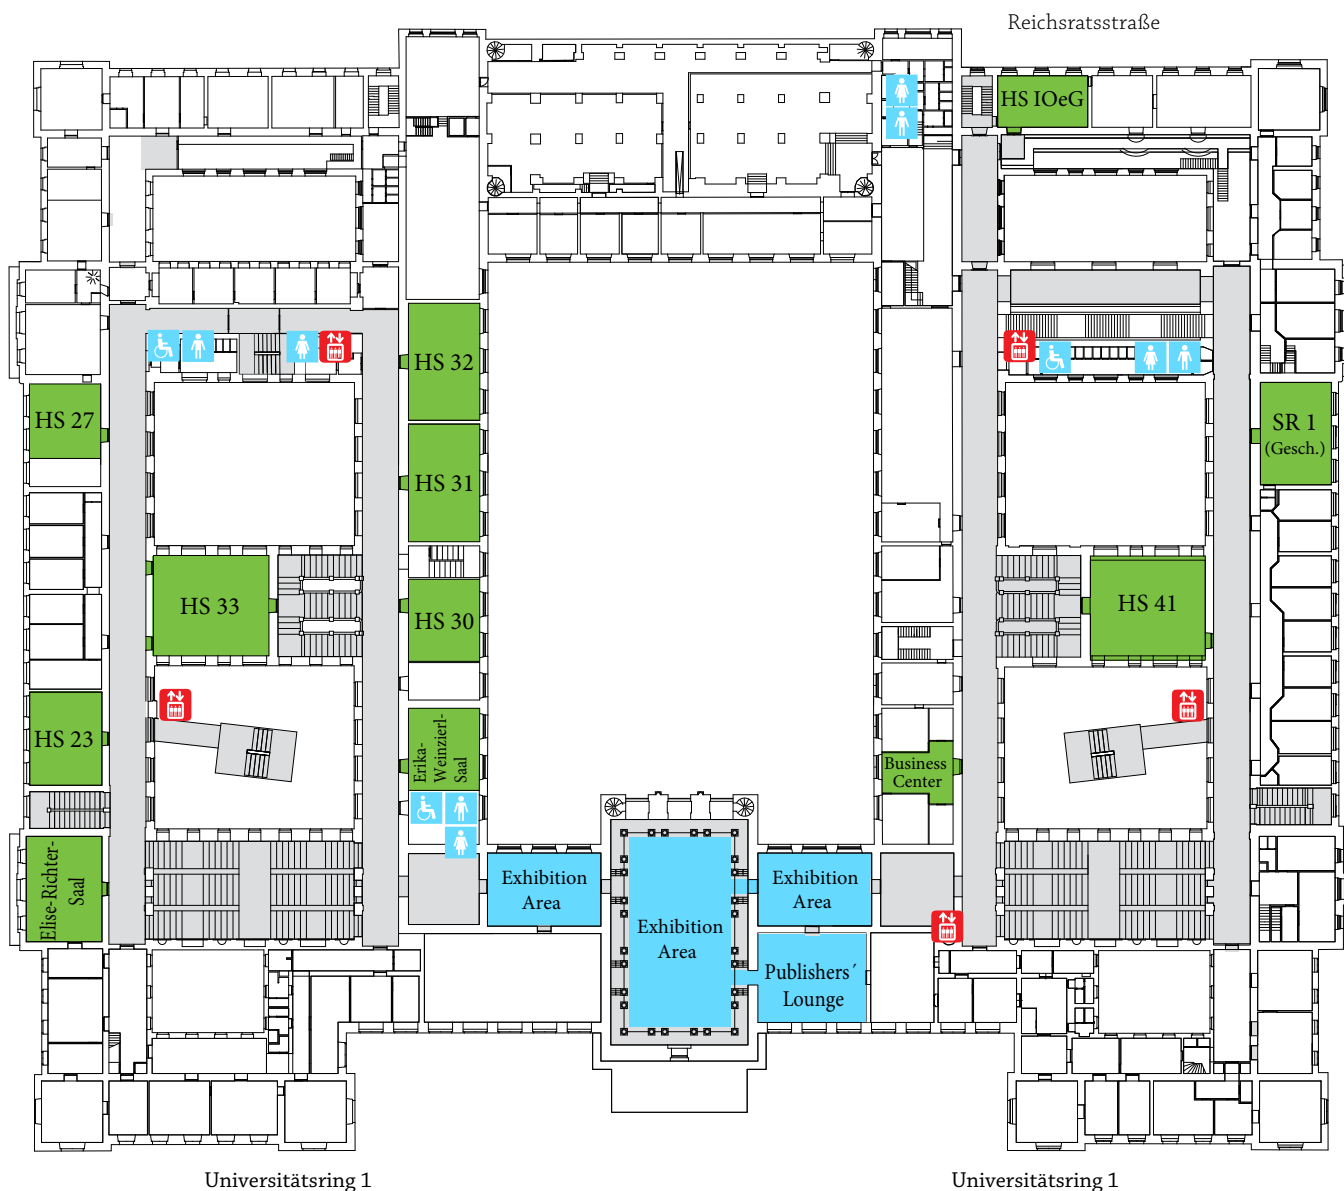 Reichsratsstraße
HS IOeG
HS 32
HS 27
SR 1
(Gesch.)
HS 31
HS 33
HS 30
HS 41
HS 23
Erika-
Weinzierl-
Saal
Business
Center
Elise-Richter-
Saal
Exhibition
Area
Exhibition
Area
Exhibition
Area
Publishers´
Lounge
Universitätsring 1
Universitätsring 1